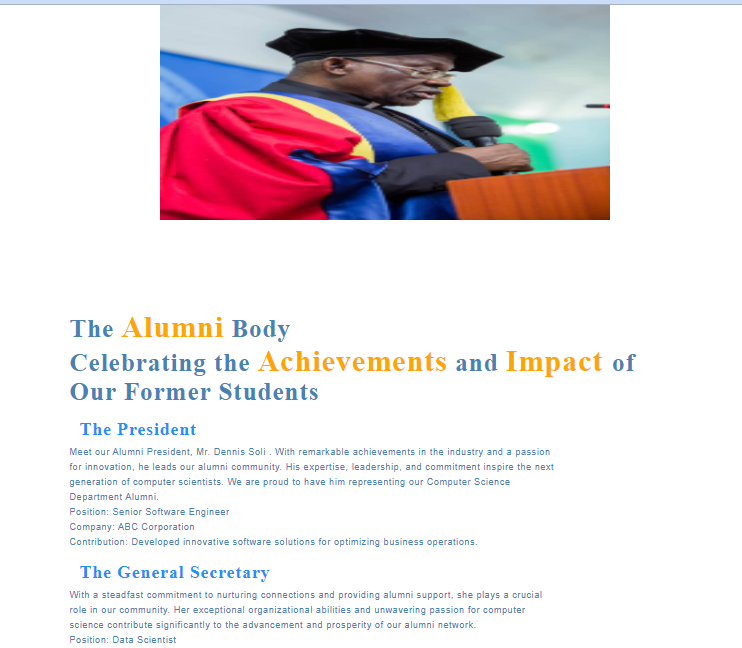 The Alumni Body
Celebrating the Achievements and Impact of
Our Former Students
The President
Meet our Alumni President, Mr. Dennis Soli . With remarkable achievements in the industry and a passion
for innovation, he leads our alumni community. His expertise, leadership, and commitment inspire the next
generation of computer scientists. We are proud to have him representing our Computer Science
Department Alumni.
Position: Senior Software Engineer
Company: ABC Corporation
Contribution: Developed innovative software solutions for optimizing business operations.
The General Secretary
With a steadfast commitment to nurturing connections and providing alumni support, she plays a crucial
role in our community. Her exceptional organizational abilities and unwavering passion for computer
science contribute significantly to the advancement and prosperity of our alumni network.
Position: Data Scientist